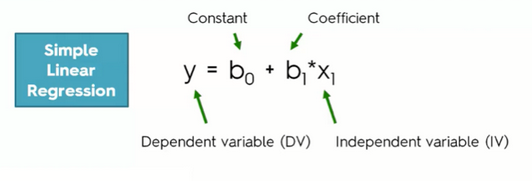 Constant
Coefficient
Simple
Linear
Regression
y = b₀ + b₁*x₁
Dependent variable (DV)
Independent variable (IV)